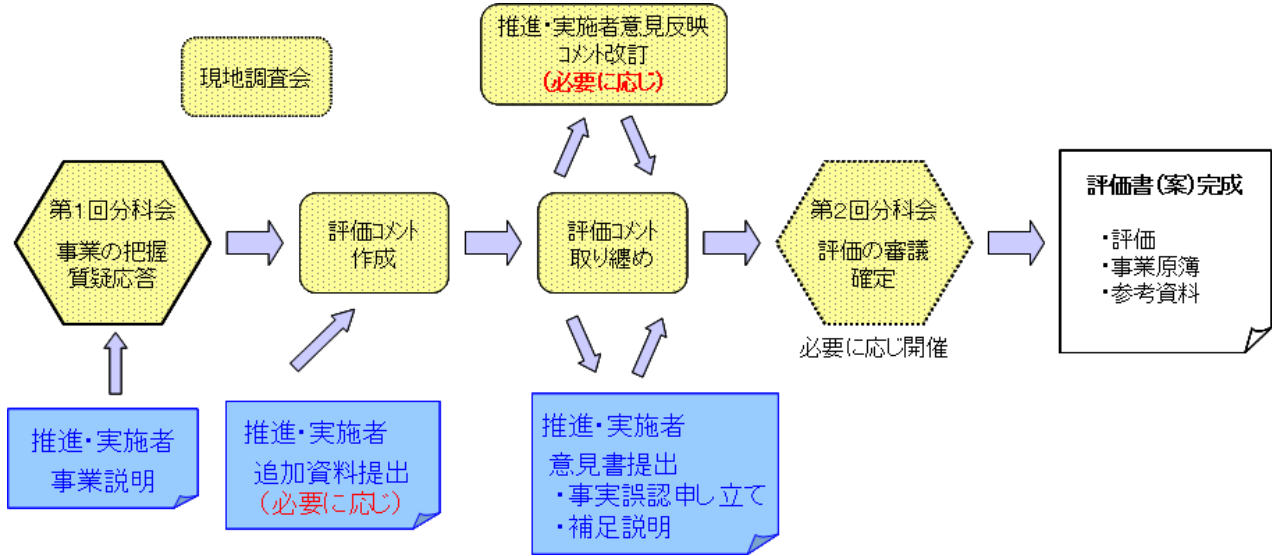 現地調査会
推進・実施者意見反映
コメント改訂
(必要に応じ)
第1回分科会
事業の把握
質疑応答
評価コメント
作成
評価コメント
取り纏め
第2回分科会
評価の審議
確定
必要に応じ開催
評価書(案)完成
・評価
・事業原簿
・参考資料
推進・実施者
事業説明
推進・実施者
追加資料提出
(必要に応じ)
推進・実施者
意見書提出
・事実誤認申し立て
・補足説明